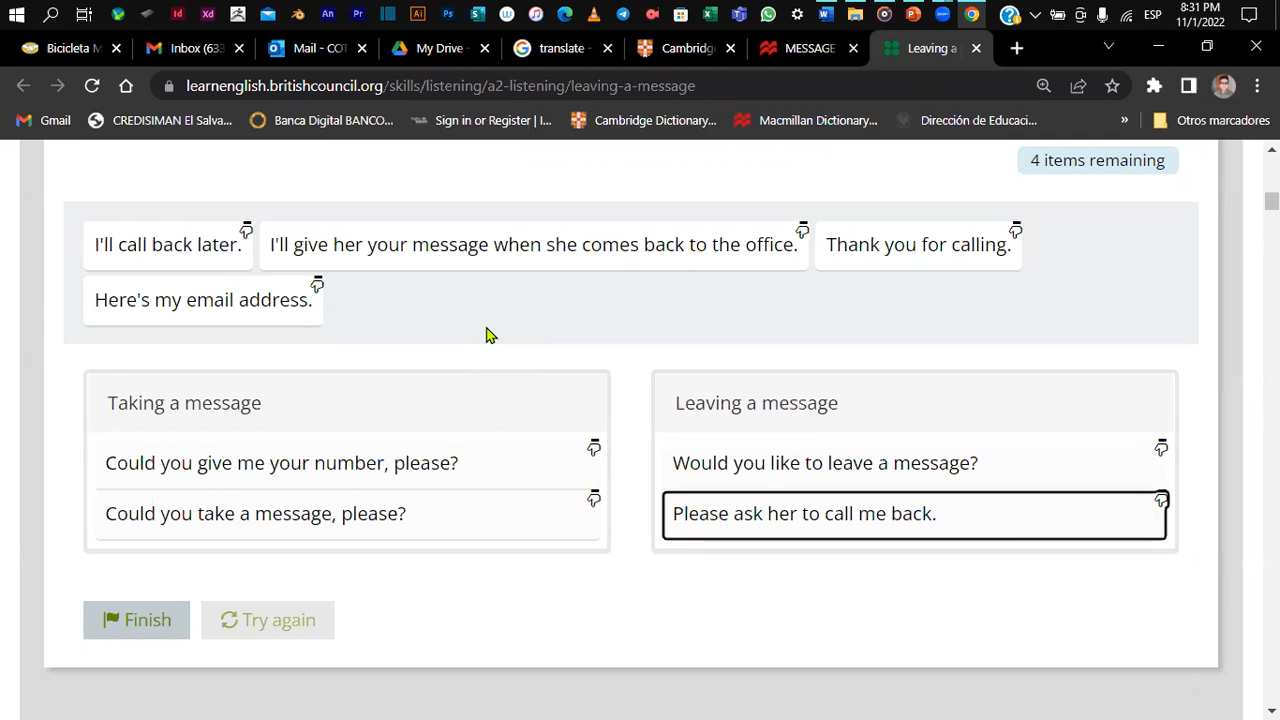 8:31 PM
ESP
11/1/2022
Bicicleta M
Inbox (633
Mail - COT
My Drive -
translate -
Cambridg
MESSAGE
Leaving a
learnenglish.britishcouncil.org/skills/listening/a2-listening/leaving-a-message
Gmail
CREDISIMAN El Salva...
Banca Digital BANCO...
Sign in or Register | I...
Cambridge Dictionary...
Macmillan Dictionary...
Dirección de Educaci...
»
Otros marcadores
4 items remaining
I'll call back later.
I'll give her your message when she comes back to the office.
Thank you for calling.
Here's my email address.
Taking a message
Leaving a message
Could you give me your number, please?
Would you like to leave a message?
Could you take a message, please?
Please ask her to call me back.
Finish
Try again